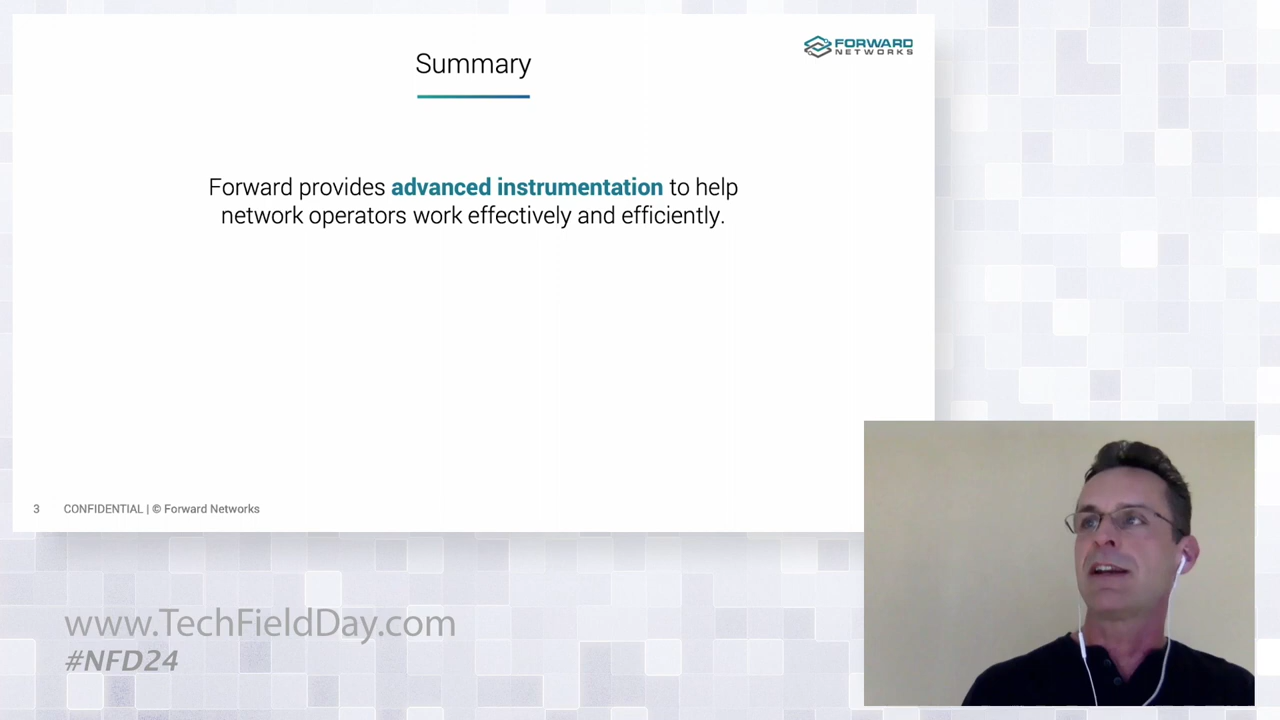 FORWARD
NETWORKS
Summary
Forward provides advanced instrumentation to help
network operators work effectively and efficiently.
3 CONFIDENTIAL | © Forward Networks
www.TechFieldDay.com
#NFD24